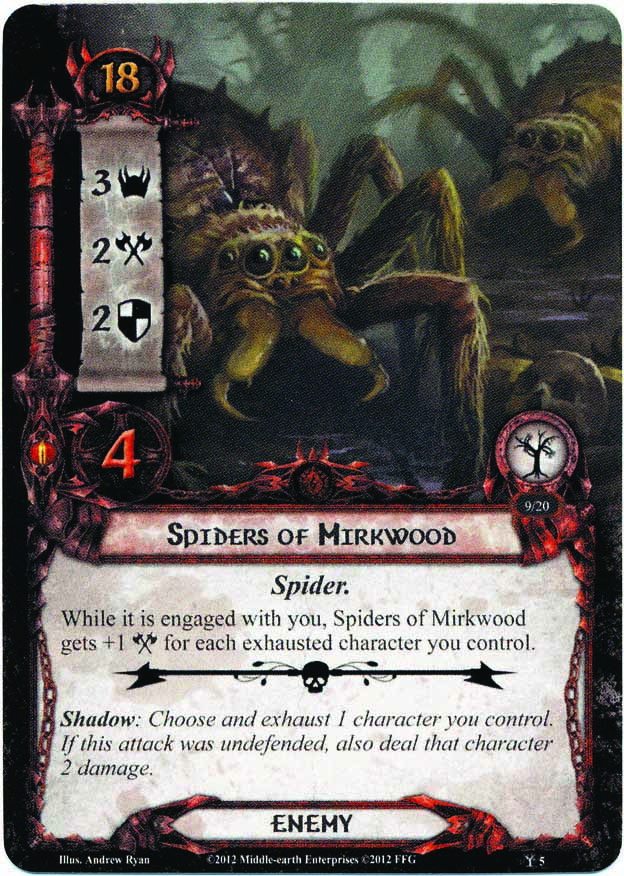 18
3
2
2
4
9/20
SPIDERS OF MIRKWOOD
Spider.
While it is engaged with you, Spiders of Mirkwood
gets +1 for each exhausted character you control.
Shadow: Choose and exhaust 1 character you control.
If this attack was undefended, also deal that character
2 damage.
ENEMY
Illus. Andrew Ryan ©2012 Middle-earth Enterprises ©2012 FFG 5